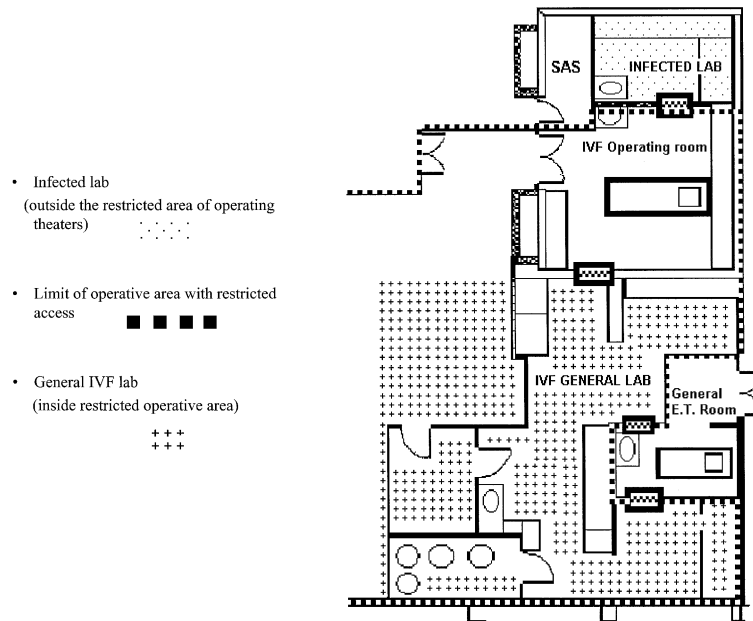 • Infected lab
(outside the restricted area of operating
theaters)
• Limit of operative area with restricted
access
• General IVF lab
(inside restricted operative area)
SAS
INFECTED LAB
IVF Operating room
IVF GENERAL LAB
General
E.T. Room